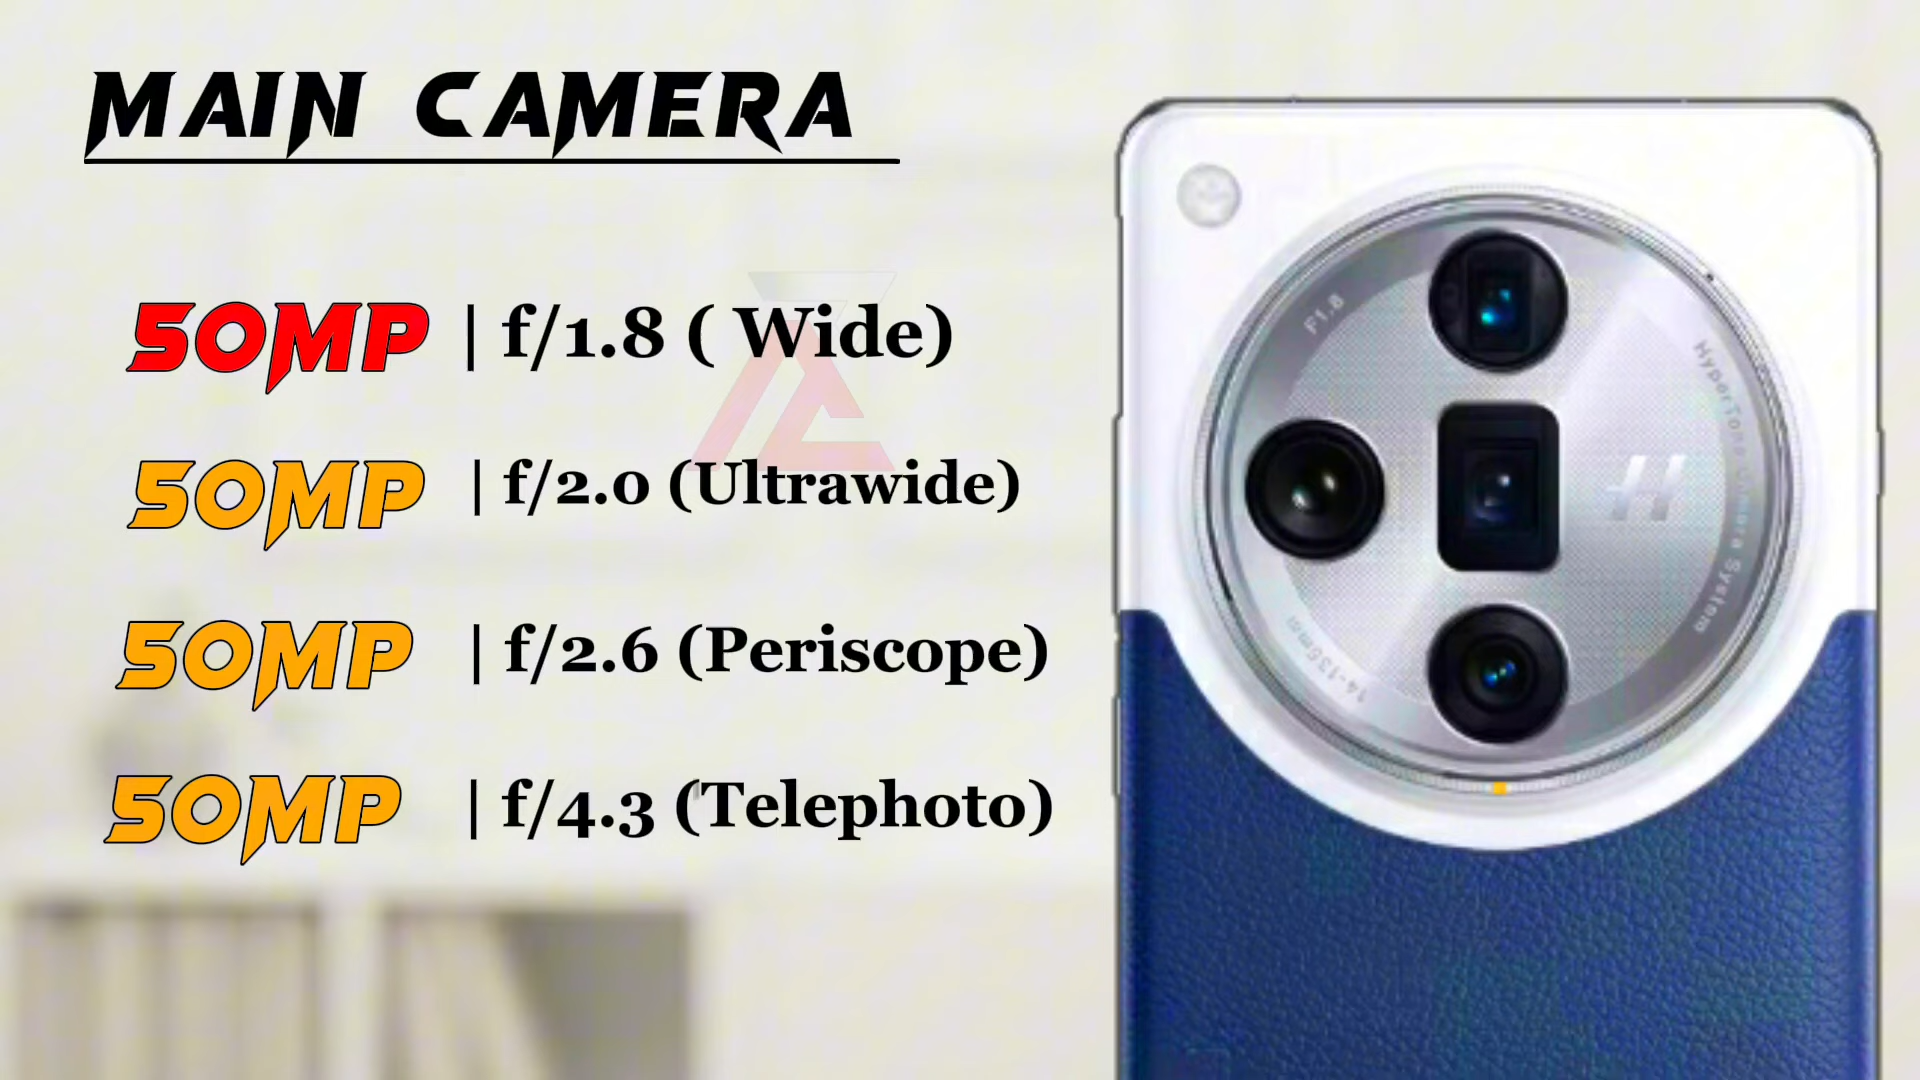 MAIN CAMERA
50MP | f/1.8 ( Wide)
50MP | f/2.0 (Ultrawide)
50MP | f/2.6 (Periscope)
50MP | f/4.3 (Telephoto)
F1.8
HyperTone Camera System
14-135mm
H